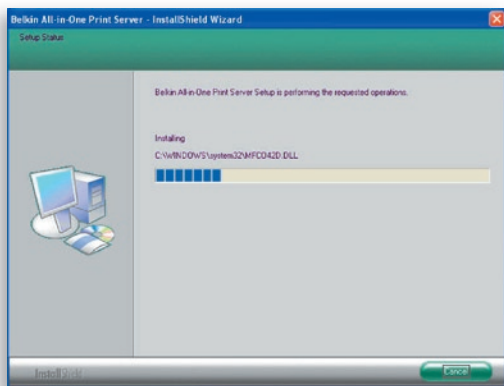 Belkin All-in-One Print Server - InstallShield Wizard
Setup Status
Belkin All-in-One Print Server Setup is performing the requested operations.
Installing
C:\WINDOWS\system32\MFCO42D.DLL
InstallShield
Cancel